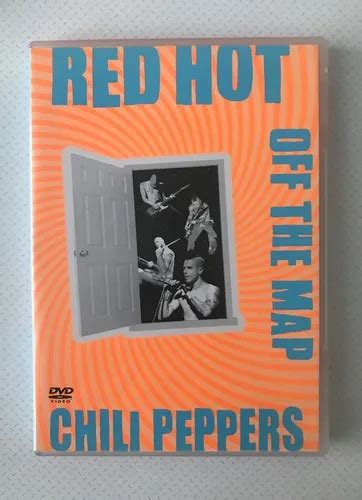 RED HOT
OFF THE MAP
DVD
VIDEO
CHILI PEPPERS